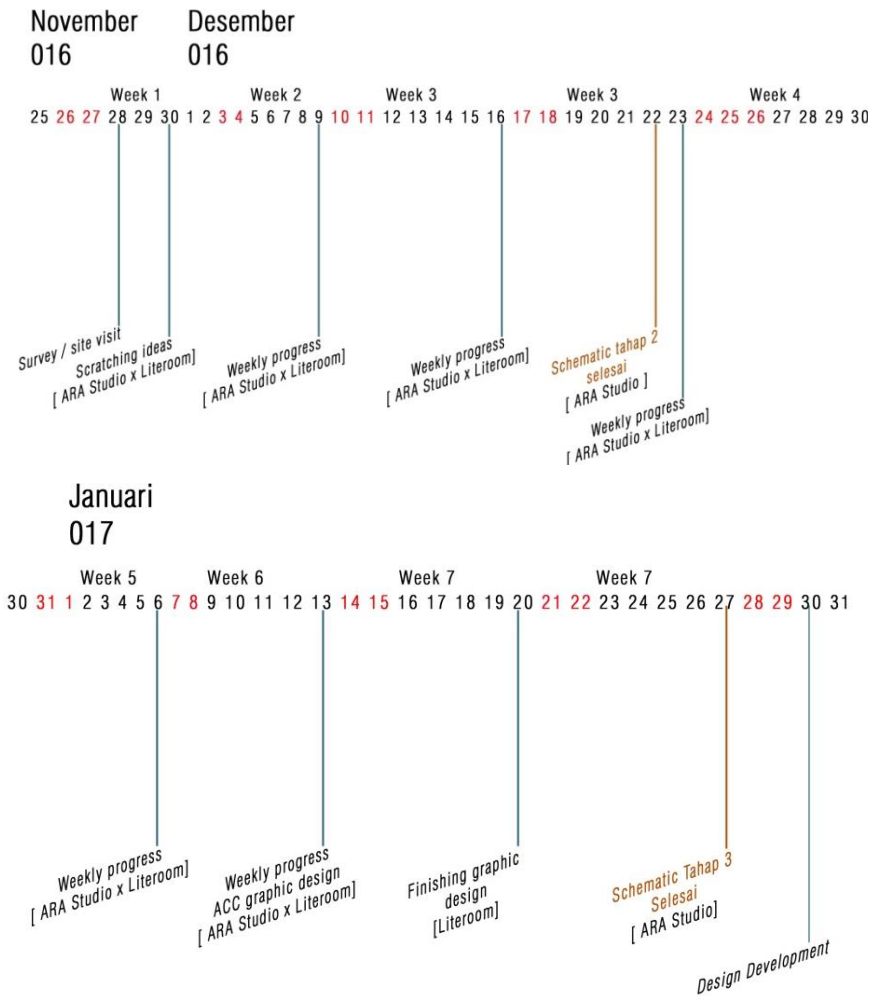 November
016
Desember
016
Week 1 Week 2 Week 3 Week 3 Week 4
25 26 27 28 29 30 1 2 3 4 5 6 7 8 9 10 11 12 13 14 15 16 17 18 19 20 21 22 23 24 25 26 27 28 29 30
Survey / site visit
Scratching ideas
[ ARA Studio x Literoom]
Weekly progress
[ ARA Studio x Literoom]
Weekly progress
[ ARA Studio x Literoom]
Schematic tahap 2
selesai
[ ARA Studio ]
Weekly progress
[ ARA Studio x Literoom]
Januari
017
Week 5 Week 6 Week 7 Week 7
30 31 1 2 3 4 5 6 7 8 9 10 11 12 13 14 15 16 17 18 19 20 21 22 23 24 25 26 27 28 29 30 31
Weekly progress
[ ARA Studio x Literoom]
Weekly progress
ACC graphic design
[ ARA Studio x Literoom]
Finishing graphic
design
[Literoom]
Schematic Tahap 3
Selesai
[ ARA Studio]
Design Development